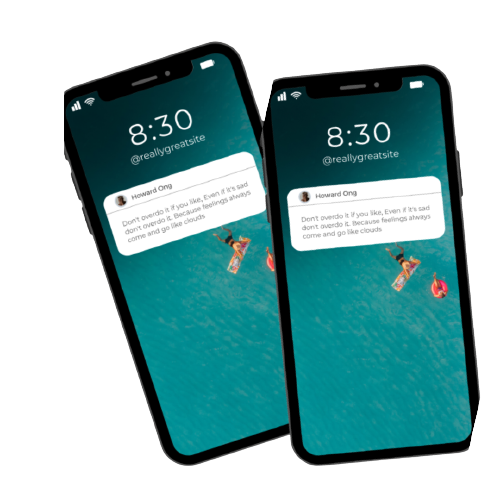 8:30
@reallygreatsite
Howard Ong
Don't overdo it if you like, Even if it's sad
don't overdo it. Because feelings always
come and go like clouds
8:30
@reallygreatsite
Howard Ong
Don't overdo it if you like, Even if it's sad
don't overdo it. Because feelings always
come and go like clouds